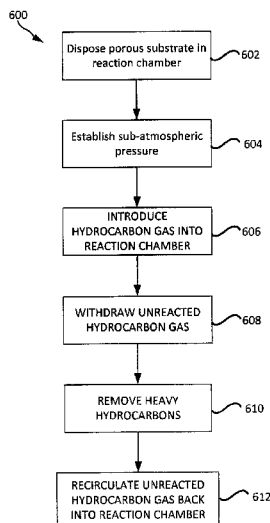 600
Dispose porous substrate in
reaction chamber
602
Establish sub-atmospheric
pressure
604
INTRODUCE HYDROCARBON GAS INTO
REACTION CHAMBER
606
WITHDRAW UNREACTED
HYDROCARBON GAS
608
REMOVE HEAVY
HYDROCARBONS
610
RECIRCULATE UNREACTED
HYDROCARBON GAS BACK
INTO REACTION CHAMBER
612